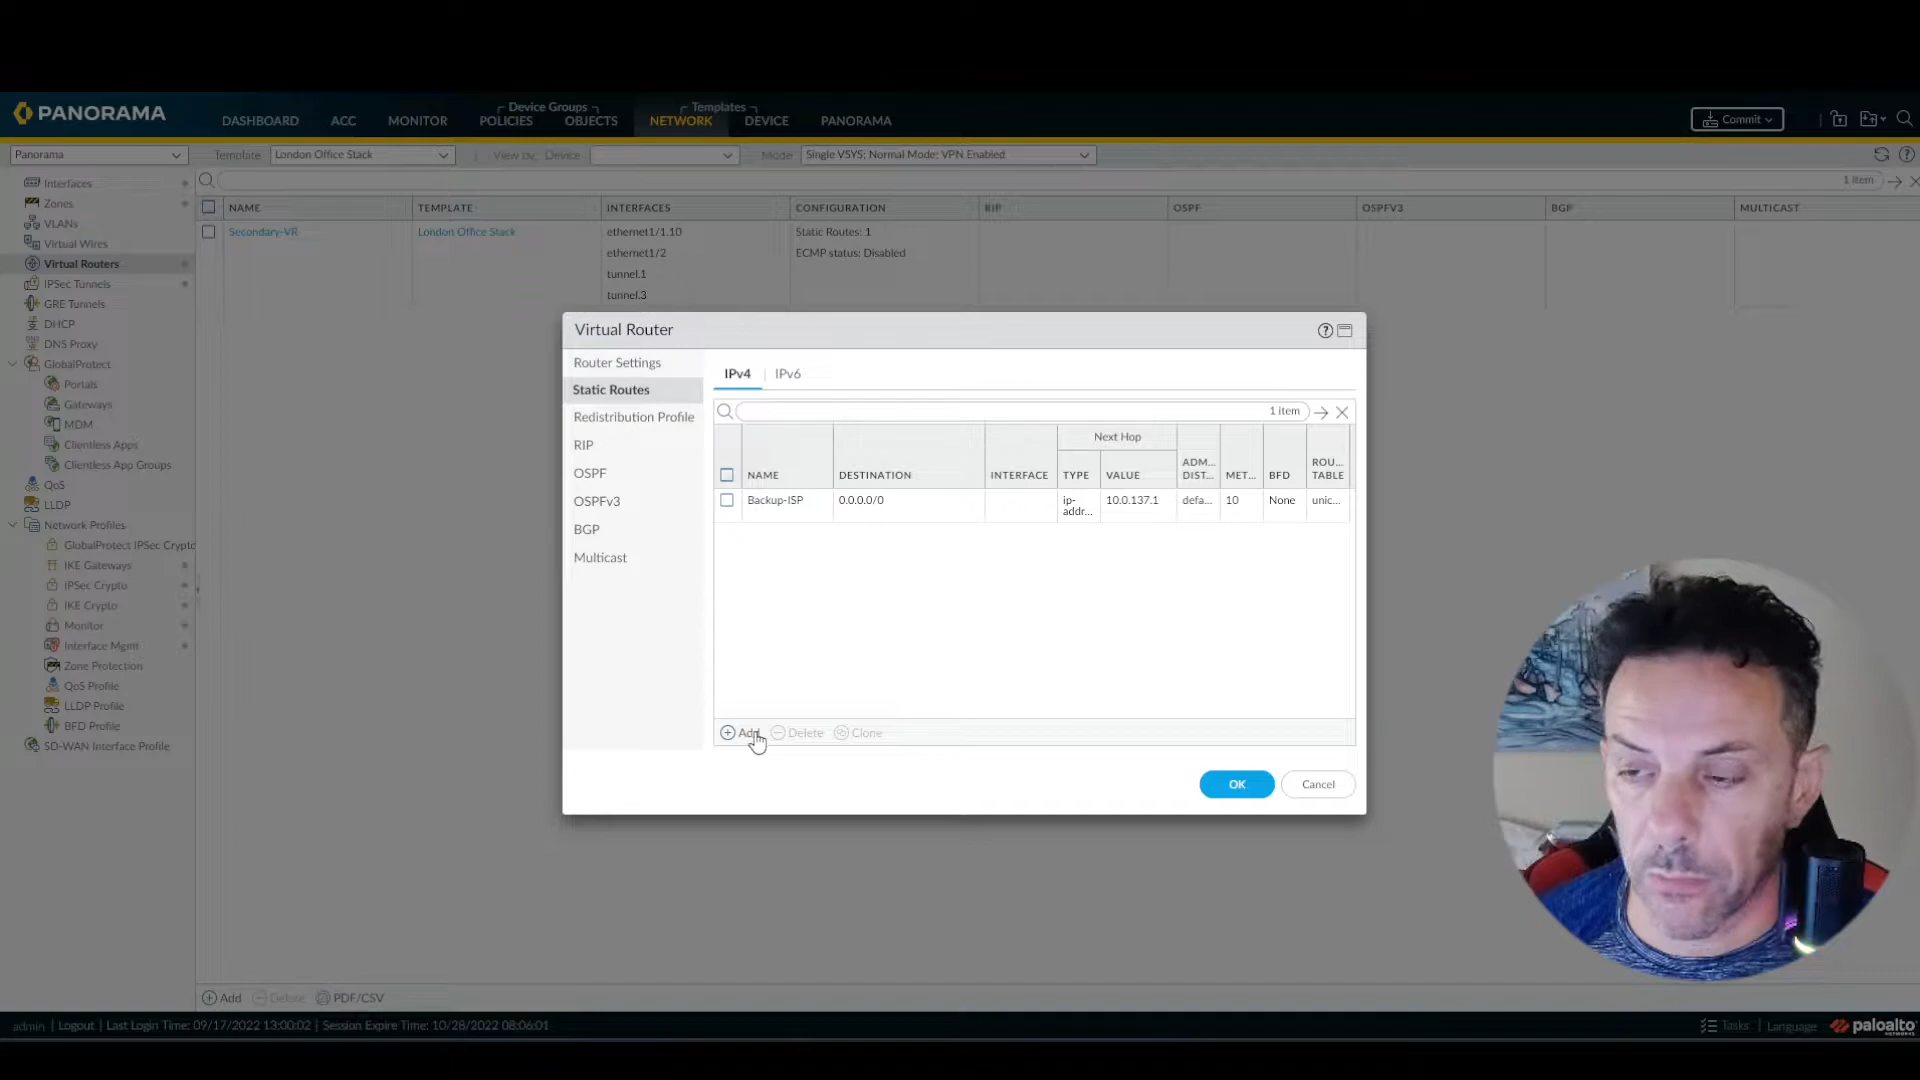 PANORAMA
DASHBOARD
ACC
MONITOR
Device Groups
POLICIES
OBJECTS
Templates
NETWORK
DEVICE
PANORAMA
Commit
Panorama
Template
London Office Stack
View by: Device
Mode
Single VSYS; Normal Mode; VPN Enabled
Interfaces
Zones
VLANs
Virtual Wires
Virtual Routers
IPSec Tunnels
GRE Tunnels
DHCP
DNS Proxy
GlobalProtect
Portals
Gateways
MDM
Clientless Apps
Clientless App Groups
QoS
LLDP
Network Profiles
GlobalProtect IPSec Crypto
IKE Gateways
IPSec Crypto
IKE Crypto
Monitor
Interface Mgmt
Zone Protection
QoS Profile
LLDP Profile
BFD Profile
SD-WAN Interface Profile
1 item
NAME
TEMPLATE
INTERFACES
CONFIGURATION
RIP
OSPF
OSPFV3
BGP
MULTICAST
Secondary-VR
London Office Stack
ethernet1/1.10
ethernet1/2
tunnel.1
tunnel.3
Static Routes: 1
ECMP status: Disabled
Virtual Router
Router Settings
Static Routes
Redistribution Profile
RIP
OSPF
OSPFv3
BGP
Multicast
IPv4
IPv6
1 item
Next Hop
NAME
DESTINATION
INTERFACE
TYPE
VALUE
ADM...
DIST...
MET...
BFD
ROU...
TABLE
Backup-ISP
0.0.0.0/0
ip-
addr...
10.0.137.1
defa...
10
None
unic...
Add
Delete
Clone
OK
Cancel
Add
Delete
PDF/CSV
admin | Logout | Last Login Time: 09/17/2022 13:00:02 | Session Expire Time: 10/28/2022 08:06:01
Tasks | Language
paloalto
NETWORKS